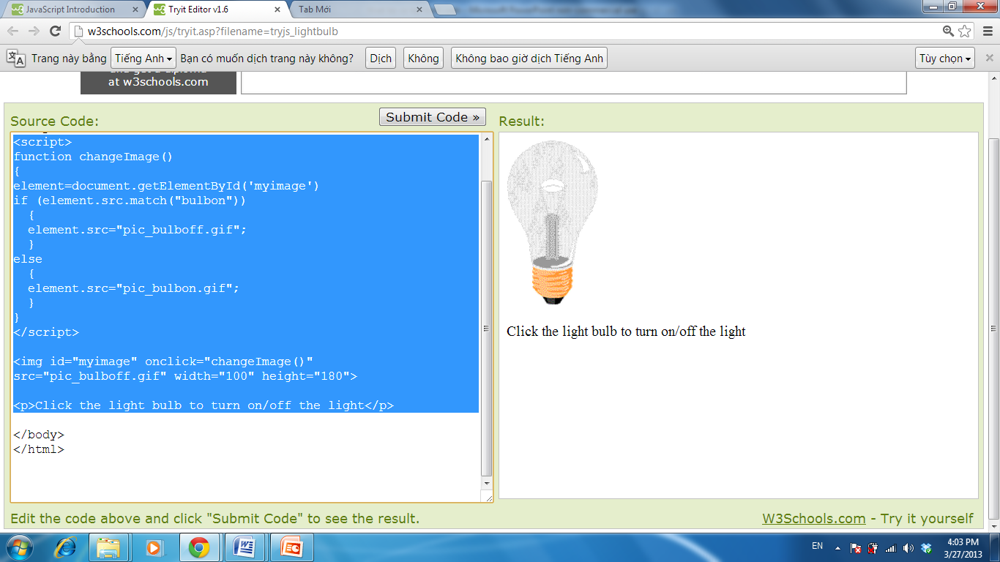 JavaScript Introduction
Tryit Editor v1.6
Tab Mới
w3schools.com/js/tryit.asp?filename=tryjs_lightbulb
Trang này bằng Tiếng Anh Bạn có muốn dịch trang này không? Dịch Không Không bao giờ dịch Tiếng Anh Tùy chọn
at w3schools.com
Source Code:
Submit Code »
<script>
function changeImage()
{
element=document.getElementById('myimage')
if (element.src.match("bulbon"))
  {
  element.src="pic_bulboff.gif";
  }
else
  {
  element.src="pic_bulbon.gif";
  }
}
</script>
<img id="myimage" onclick="changeImage()"
src="pic_bulboff.gif" width="100" height="180">
<p>Click the light bulb to turn on/off the light</p>
</body>
</html>
Result:
Click the light bulb to turn on/off the light
Edit the code above and click "Submit Code" to see the result.
W3Schools.com - Try it yourself
EN
4:03 PM
3/27/2013